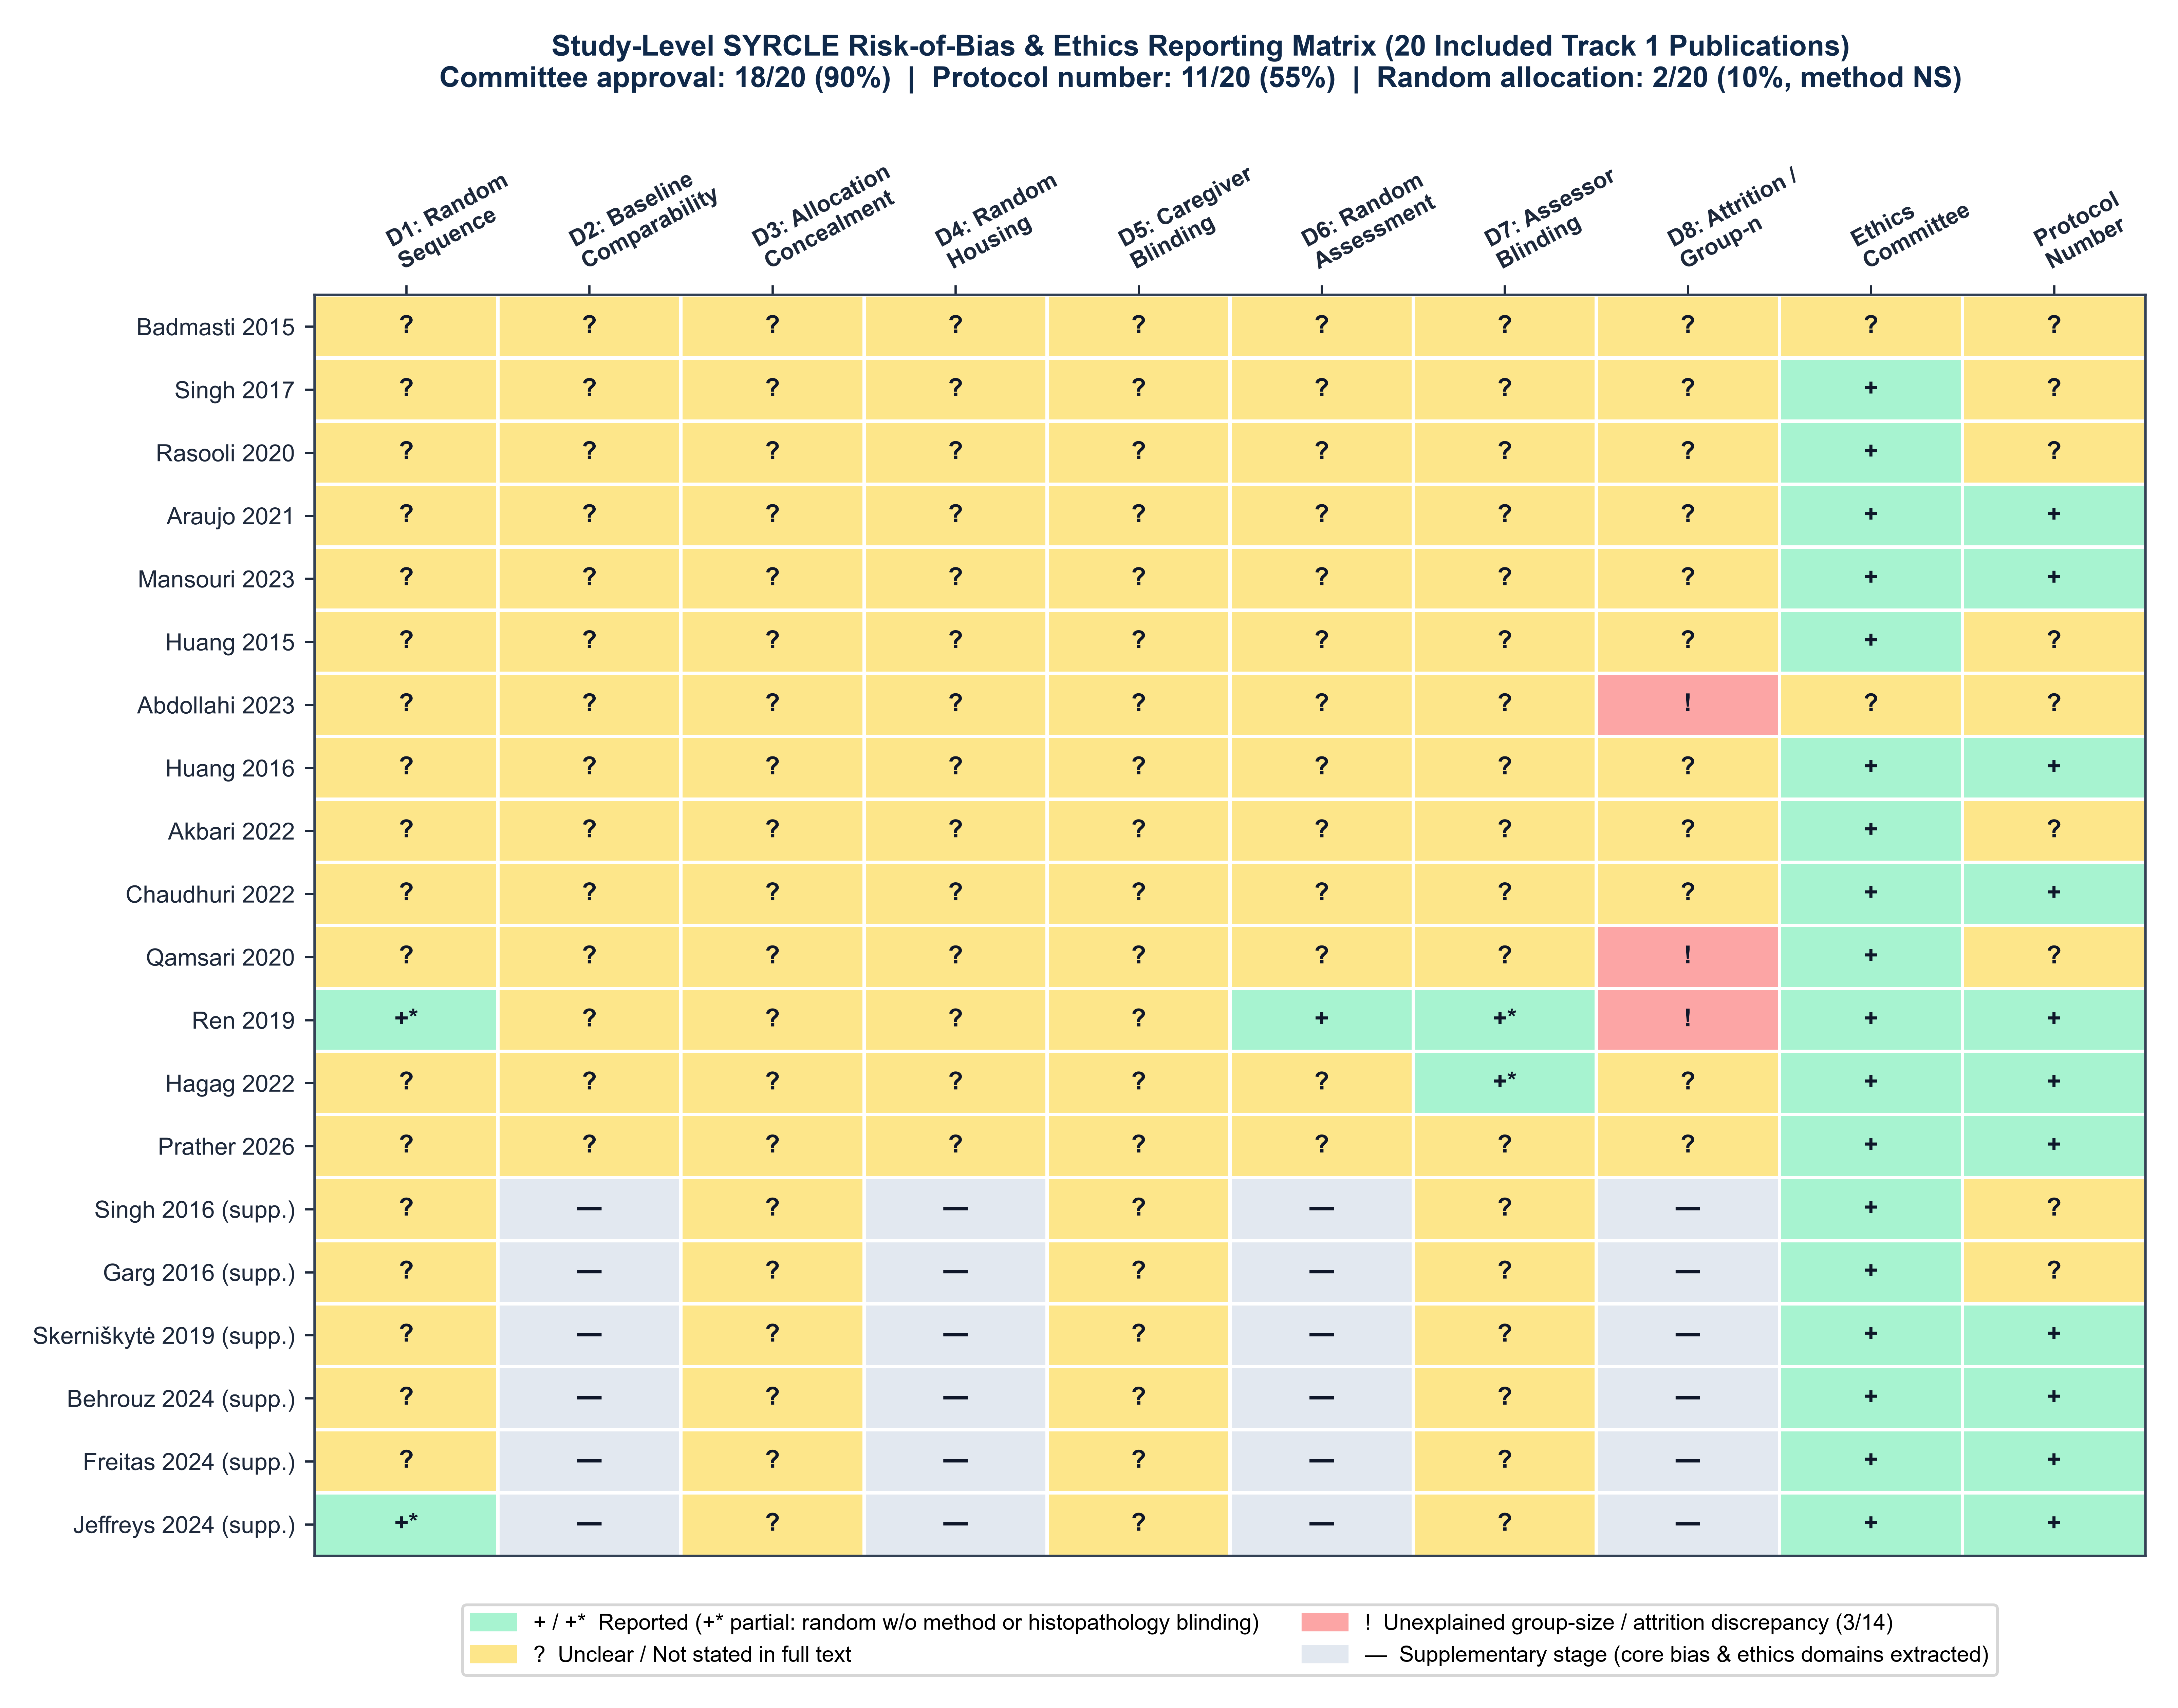 Study-Level SYRCLE Risk-of-Bias & Ethics Reporting Matrix (20 Included Track 1 Publications)
Committee approval: 18/20 (90%) | Protocol number: 11/20 (55%) | Random allocation: 2/20 (10%, method NS)
D1: Random
Sequence
D2: Baseline
Comparability
D3: Allocation
Concealment
D4: Random
Housing
D5: Caregiver
Blinding
D6: Random
Assessment
D7: Assessor
Blinding
D8: Attrition /
Group-n
Ethics
Committee
Protocol
Number
Badmasti 2015 ? ? ? ? ? ? ? ? ? ?
Singh 2017 ? ? ? ? ? ? ? ? + ?
Rasooli 2020 ? ? ? ? ? ? ? ? + ?
Araujo 2021 ? ? ? ? ? ? ? ? + +
Mansouri 2023 ? ? ? ? ? ? ? ? + +
Huang 2015 ? ? ? ? ? ? ? ? + ?
Abdollahi 2023 ? ? ? ? ? ? ? ! ? ?
Huang 2016 ? ? ? ? ? ? ? ? + +
Akbari 2022 ? ? ? ? ? ? ? ? + ?
Chaudhuri 2022 ? ? ? ? ? ? ? ? + +
Qamsari 2020 ? ? ? ? ? ? ? ! + ?
Ren 2019 +* ? ? ? ? + +* ! + +
Hagag 2022 ? ? ? ? ? ? +* ? + +
Prather 2026 ? ? ? ? ? ? ? ? + +
Singh 2016 (supp.) ? — ? — ? — ? — + ?
Garg 2016 (supp.) ? — ? — ? — ? — + ?
Skerniškytė 2019 (supp.) ? — ? — ? — ? — + +
Behrouz 2024 (supp.) ? — ? — ? — ? — + +
Freitas 2024 (supp.) ? — ? — ? — ? — + +
Jeffreys 2024 (supp.) +* — ? — ? — ? — + +
+ / +* Reported (+* partial: random w/o method or histopathology blinding)
? Unclear / Not stated in full text
! Unexplained group-size / attrition discrepancy (3/14)
— Supplementary stage (core bias & ethics domains extracted)